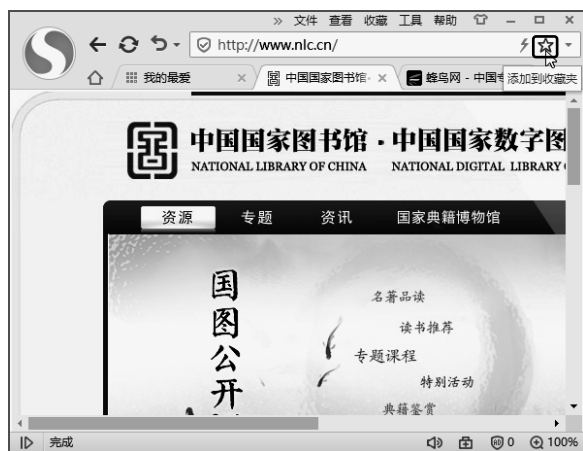 » 文件 查看 收藏 工具 帮助
http://www.nlc.cn/
我的最爱 中国国家图书馆· 蜂鸟网 - 中国专 添加到收藏夹
中国国家图书馆 · 中国国家数字图
NATIONAL LIBRARY OF CHINA NATIONAL DIGITAL LIBRARY
资源 专题 资讯 国家典籍博物馆
国图公开
名著品读
读书推荐
专题课程
特别活动
典籍鉴赏
完成 0 100%